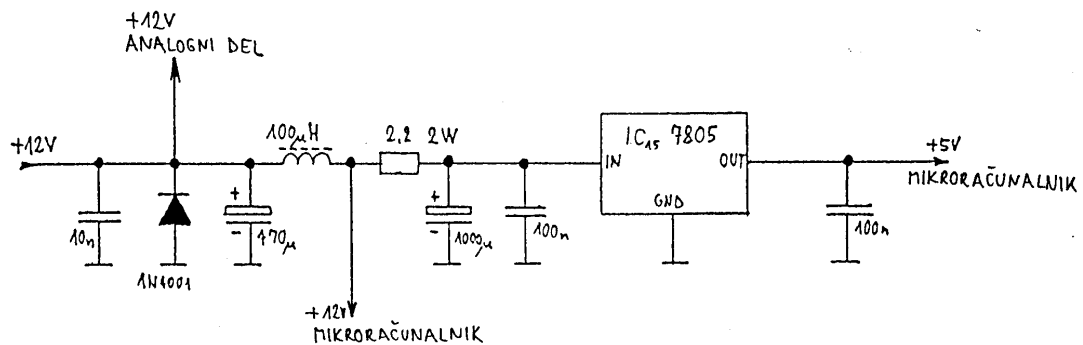 +12V
ANALOGNI DEL
+12V
100µH
2,2 2W
I.C₁₅ 7805
IN
OUT
GND
+5V
MIKRORAČUNALNIK
10n
+
-
470µ
+
-
1000µ
100n
100n
1N4001
+12V
MIKRORAČUNALNIK